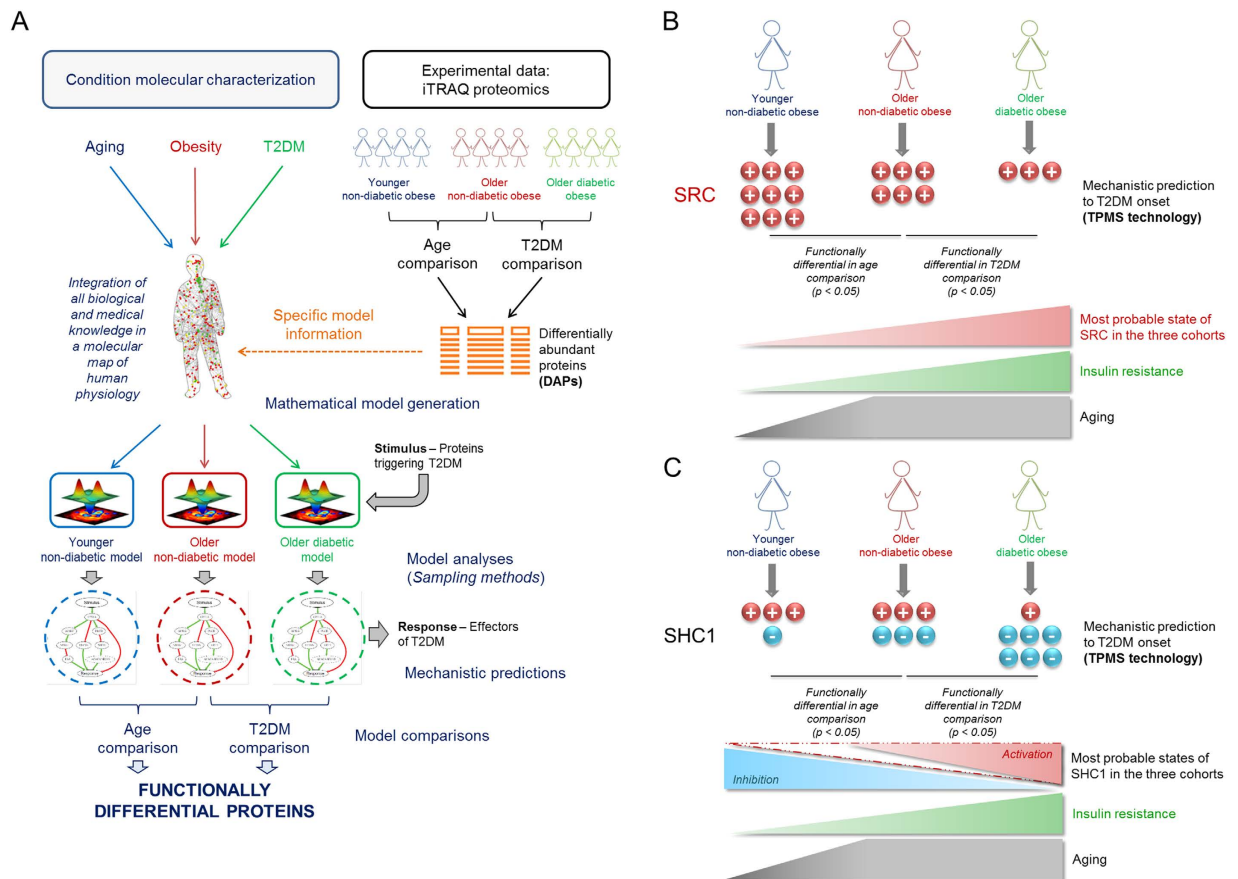 A
Condition molecular characterization
Experimental data:
iTRAQ proteomics
Aging
Obesity
T2DM
Younger
non-diabetic obese
Older
non-diabetic obese
Older diabetic
obese
Age
comparison
T2DM
comparison
Integration of
all biological
and medical
knowledge in
a molecular
map of
human
physiology
Specific model
information
Differentially
abundant
proteins
(DAPs)
Mathematical model generation
Stimulus – Proteins
triggering T2DM
Younger
non-diabetic model
Older
non-diabetic model
Older diabetic
model
Model analyses
(Sampling methods)
Stimulus
Stimulus
Stimulus
Response
Response
Response
Response – Effectors
of T2DM
Mechanistic predictions
Age
comparison
T2DM
comparison
Model comparisons
FUNCTIONALLY
DIFFERENTIAL PROTEINS
B
Younger
non-diabetic obese
Older
non-diabetic obese
Older
diabetic obese
SRC
+ + + + + + + +
+ + + + +
+ + +
Mechanistic prediction
to T2DM onset
(TPMS technology)
Functionally
differential in age
comparison
(p < 0.05)
Functionally
differential in T2DM
comparison
(p < 0.05)
Most probable state of
SRC in the three cohorts
Insulin resistance
Aging
C
Younger
non-diabetic obese
Older
non-diabetic obese
Older
diabetic obese
SHC1
+ + + + + + +
- - - - - - -
- - -
Mechanistic prediction
to T2DM onset
(TPMS technology)
Functionally
differential in age
comparison
(p < 0.05)
Functionally
differential in T2DM
comparison
(p < 0.05)
Activation
Inhibition
Most probable states of
SHC1 in the three cohorts
Insulin resistance
Aging